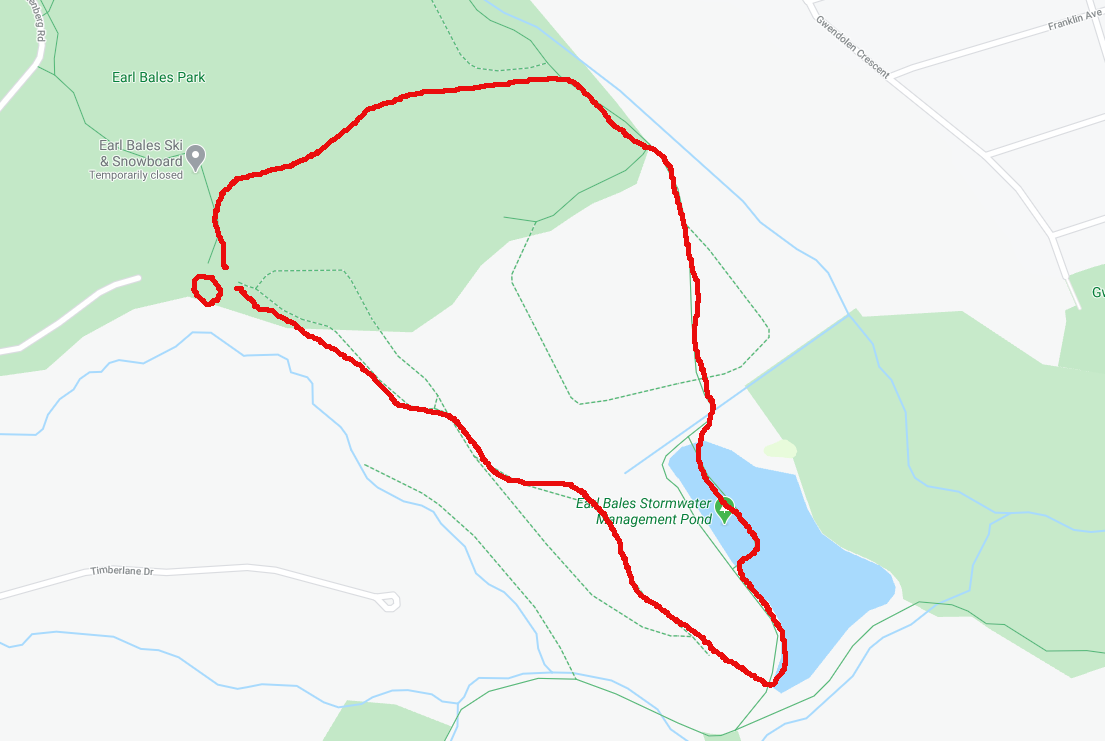 Franklin Ave
Gwendolen Crescent
Earl Bales Park
Earl Bales Ski
& Snowboard
Temporarily closed
Earl Bales Stormwater
Management Pond
Timberlane Dr